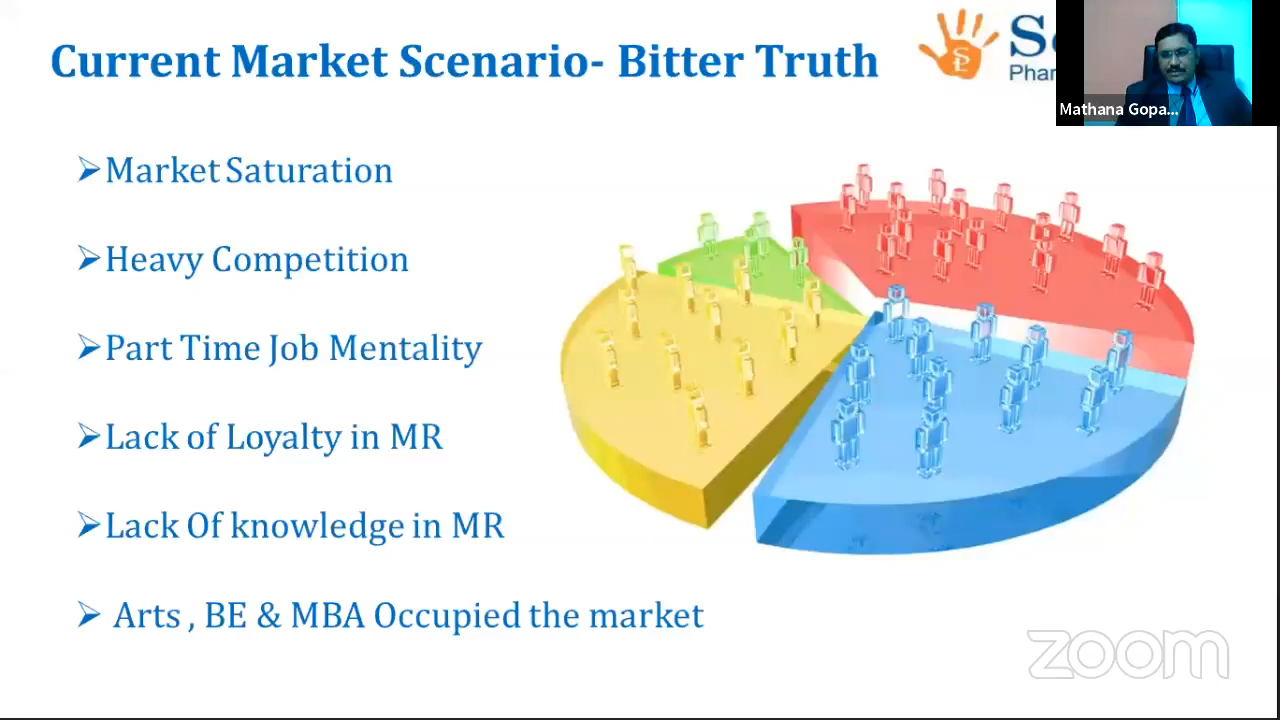 Current Market Scenario- Bitter Truth
Mathana Gopa...
➢Market Saturation
➢Heavy Competition
➢Part Time Job Mentality
➢Lack of Loyalty in MR
➢Lack Of knowledge in MR
➢ Arts , BE & MBA Occupied the market
zoom